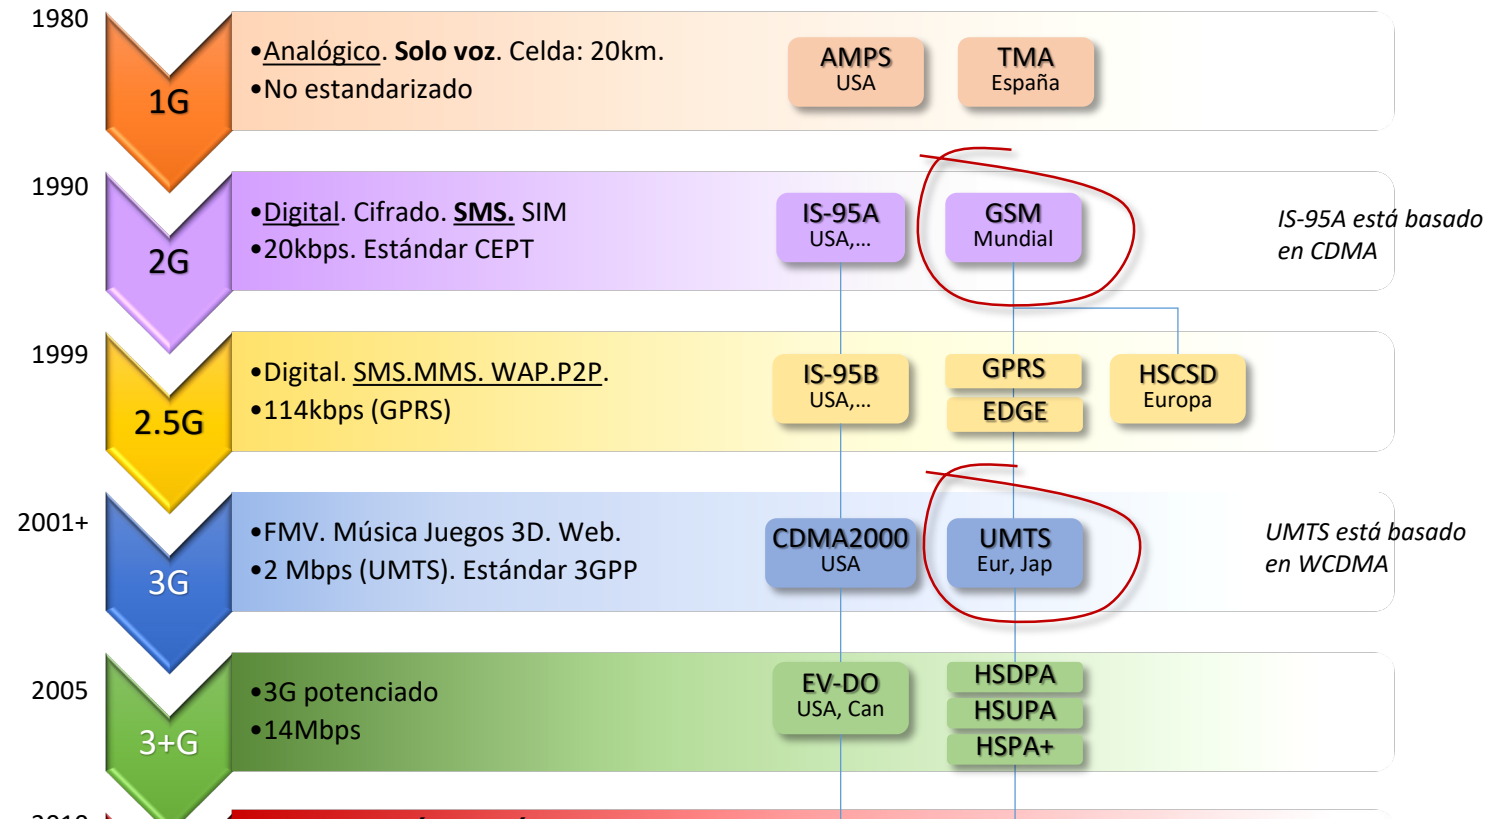 1980
1G
•Analógico. Solo voz. Celda: 20km.
•No estandarizado
AMPS
USA
TMA
España
1990
2G
•Digital. Cifrado. SMS. SIM
•20kbps. Estándar CEPT
IS-95A
USA,...
GSM
Mundial
IS-95A está basado
en CDMA
1999
2.5G
•Digital. SMS.MMS. WAP.P2P.
•114kbps (GPRS)
IS-95B
USA,...
GPRS
EDGE
HSCSD
Europa
2001+
3G
•FMV. Música Juegos 3D. Web.
•2 Mbps (UMTS). Estándar 3GPP
CDMA2000
USA
UMTS
Eur, Jap
UMTS está basado
en WCDMA
2005
3+G
•3G potenciado
•14Mbps
EV-DO
USA, Can
HSDPA
HSUPA
HSPA+